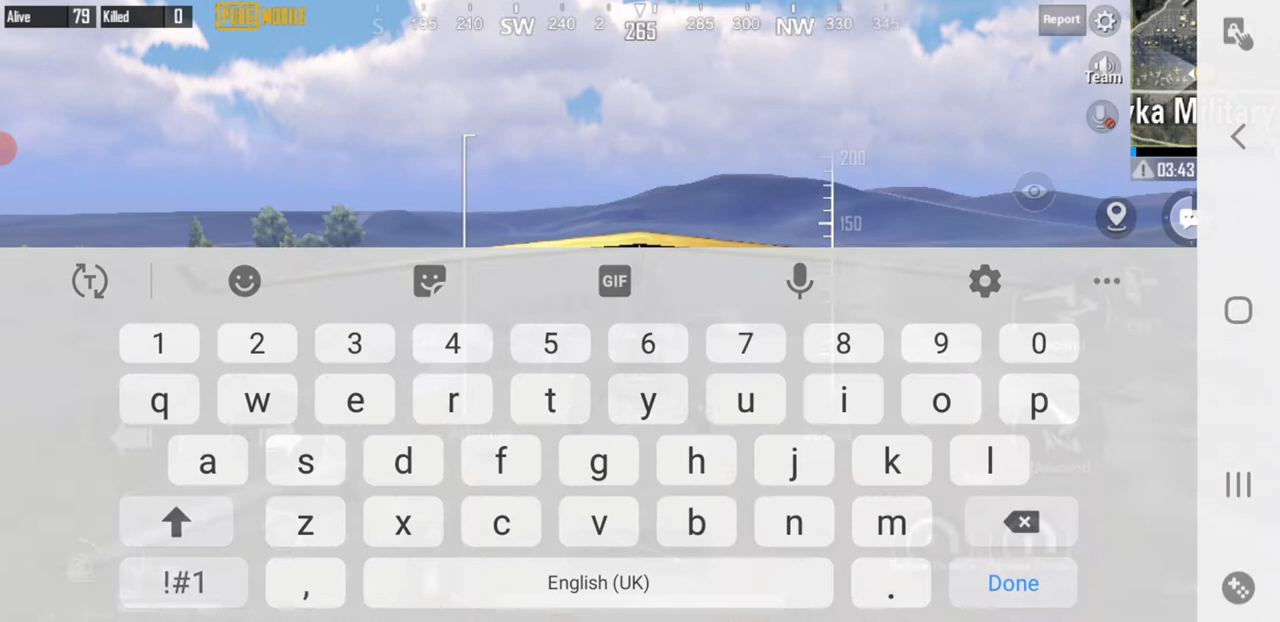 Alive 79 Killed 0 PUBG MOBILE
S 195 210 SW 240 2 265 285 300 NW 330 345
Report
Team
yka Military
03:43
200
150
T
GIF
1 2 3 4 5 6 7 8 9 0
q w e r t y u i o p
a s d f g h j k l
z x c v b n m
!#1 , English (UK) . Done